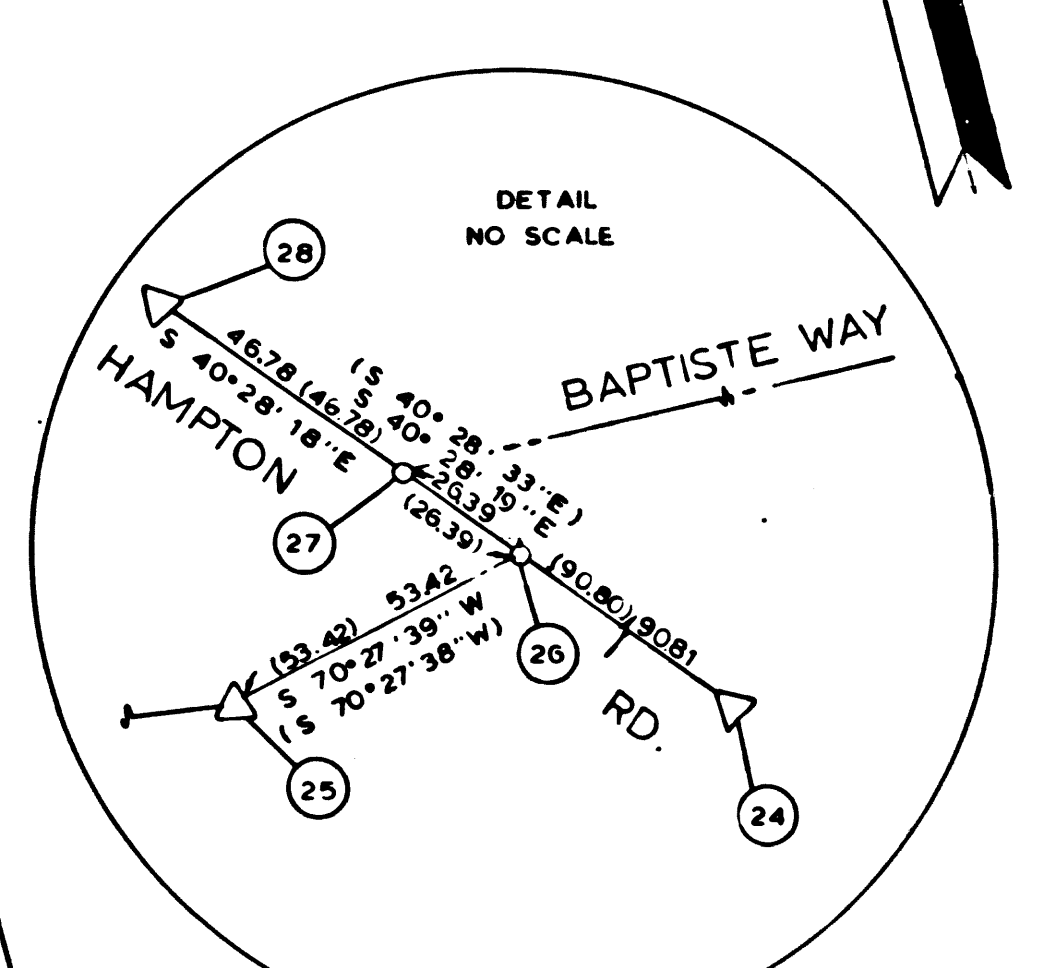 DETAIL
NO SCALE
28
46.78 (46.78)
S 40°28' 18"E
HAMPTON
(S 40° 28. 33"E)
S 40° 28' 19"E
BAPTISTE WAY
26.39
(26.39)
27
(90.80) 90.81
26
RD.
24
(53.42) 53.42
S 70°27'39" W
(S 70°27'38"W)
25